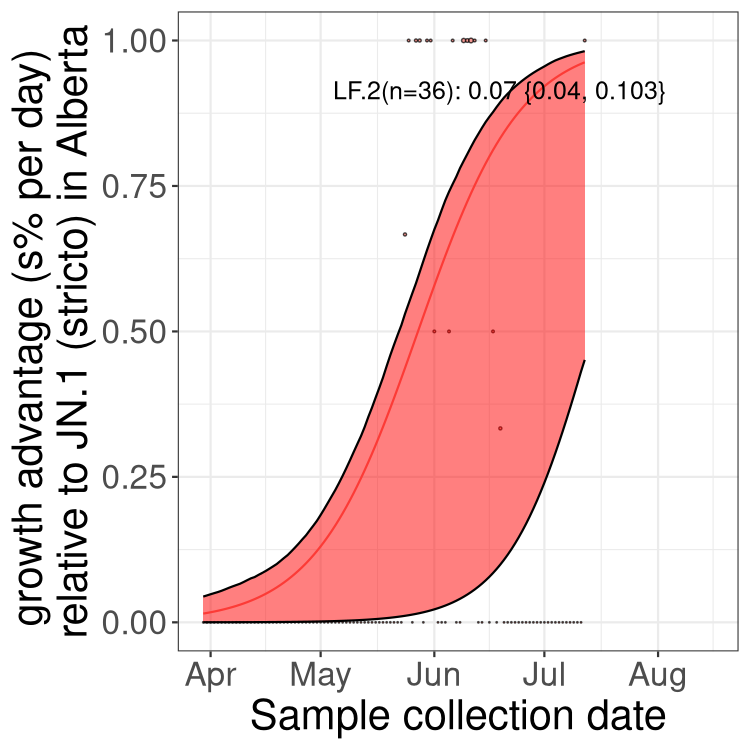 growth advantage (s% per day)
relative to JN.1 (stricto) in Alberta
1.00
0.75
0.50
0.25
0.00
LF.2(n=36): 0.07 {0.04, 0.103}
Apr May Jun Jul Aug
Sample collection date